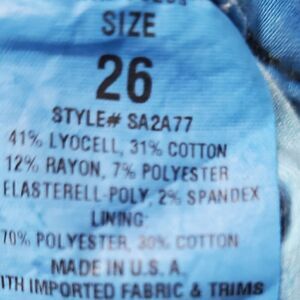 SIZE
26
STYLE# SA2A77
41% LYOCELL, 31% COTTON
12% RAYON, 7% POLYESTER
ELASTERELL-POLY, 2% SPANDEX
LINING:
70% POLYESTER, 30% COTTON
MADE IN U.S.A.
WITH IMPORTED FABRIC & TRIMS